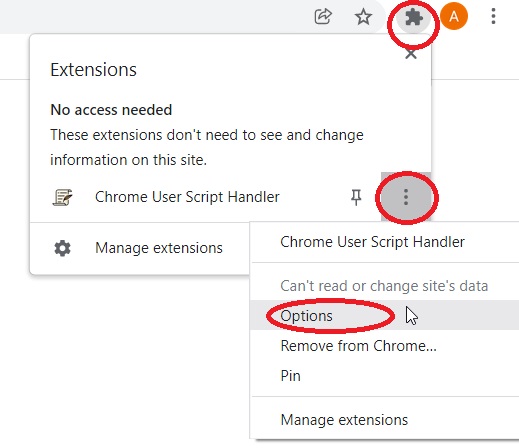 A
Extensions
No access needed
These extensions don't need to see and change
information on this site.
Chrome User Script Handler
Manage extensions
Chrome User Script Handler
Can't read or change site's data
Options
Remove from Chrome...
Pin
Manage extensions